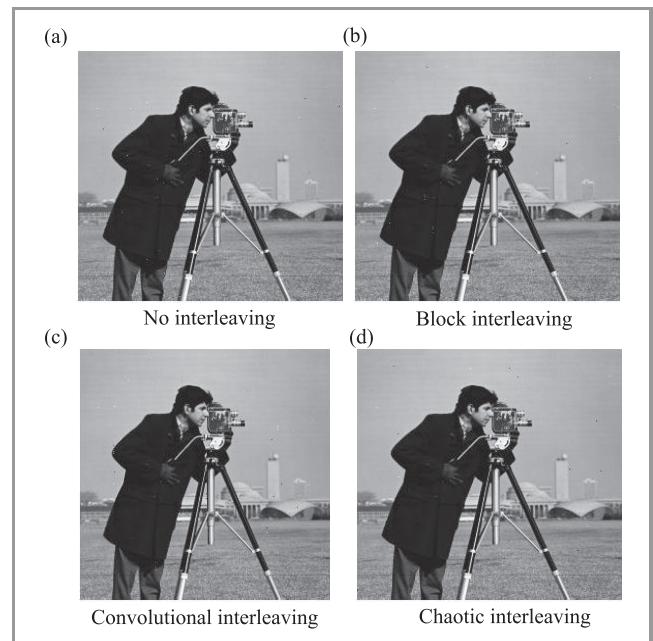 (a)
(b)
No interleaving
Block interleaving
(c)
(d)
Convolutional interleaving
Chaotic interleaving